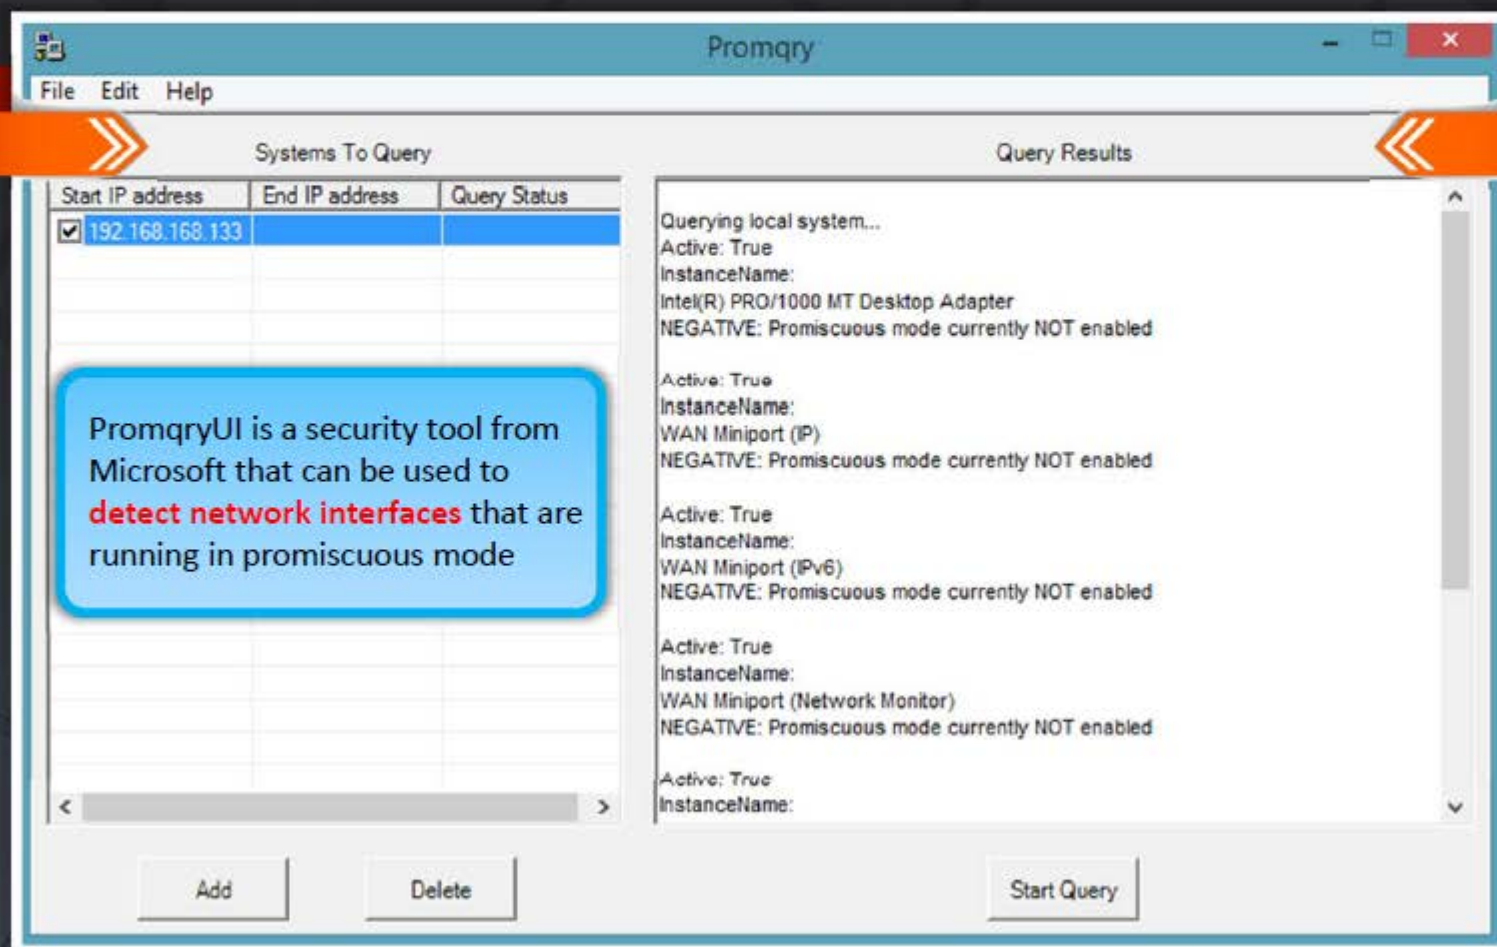 Promqry
File Edit Help
Systems To Query
Query Results
Start IP address End IP address Query Status
192.168.168.133
PromqryUI is a security tool from
Microsoft that can be used to
detect network interfaces that are
running in promiscuous mode
Querying local system...
Active: True
InstanceName:
Intel(R) PRO/1000 MT Desktop Adapter
NEGATIVE: Promiscuous mode currently NOT enabled
Active: True
InstanceName:
WAN Miniport (IP)
NEGATIVE: Promiscuous mode currently NOT enabled
Active: True
InstanceName:
WAN Miniport (IPv6)
NEGATIVE: Promiscuous mode currently NOT enabled
Active: True
InstanceName:
WAN Miniport (Network Monitor)
NEGATIVE: Promiscuous mode currently NOT enabled
Active: True
InstanceName:
Add
Delete
Start Query